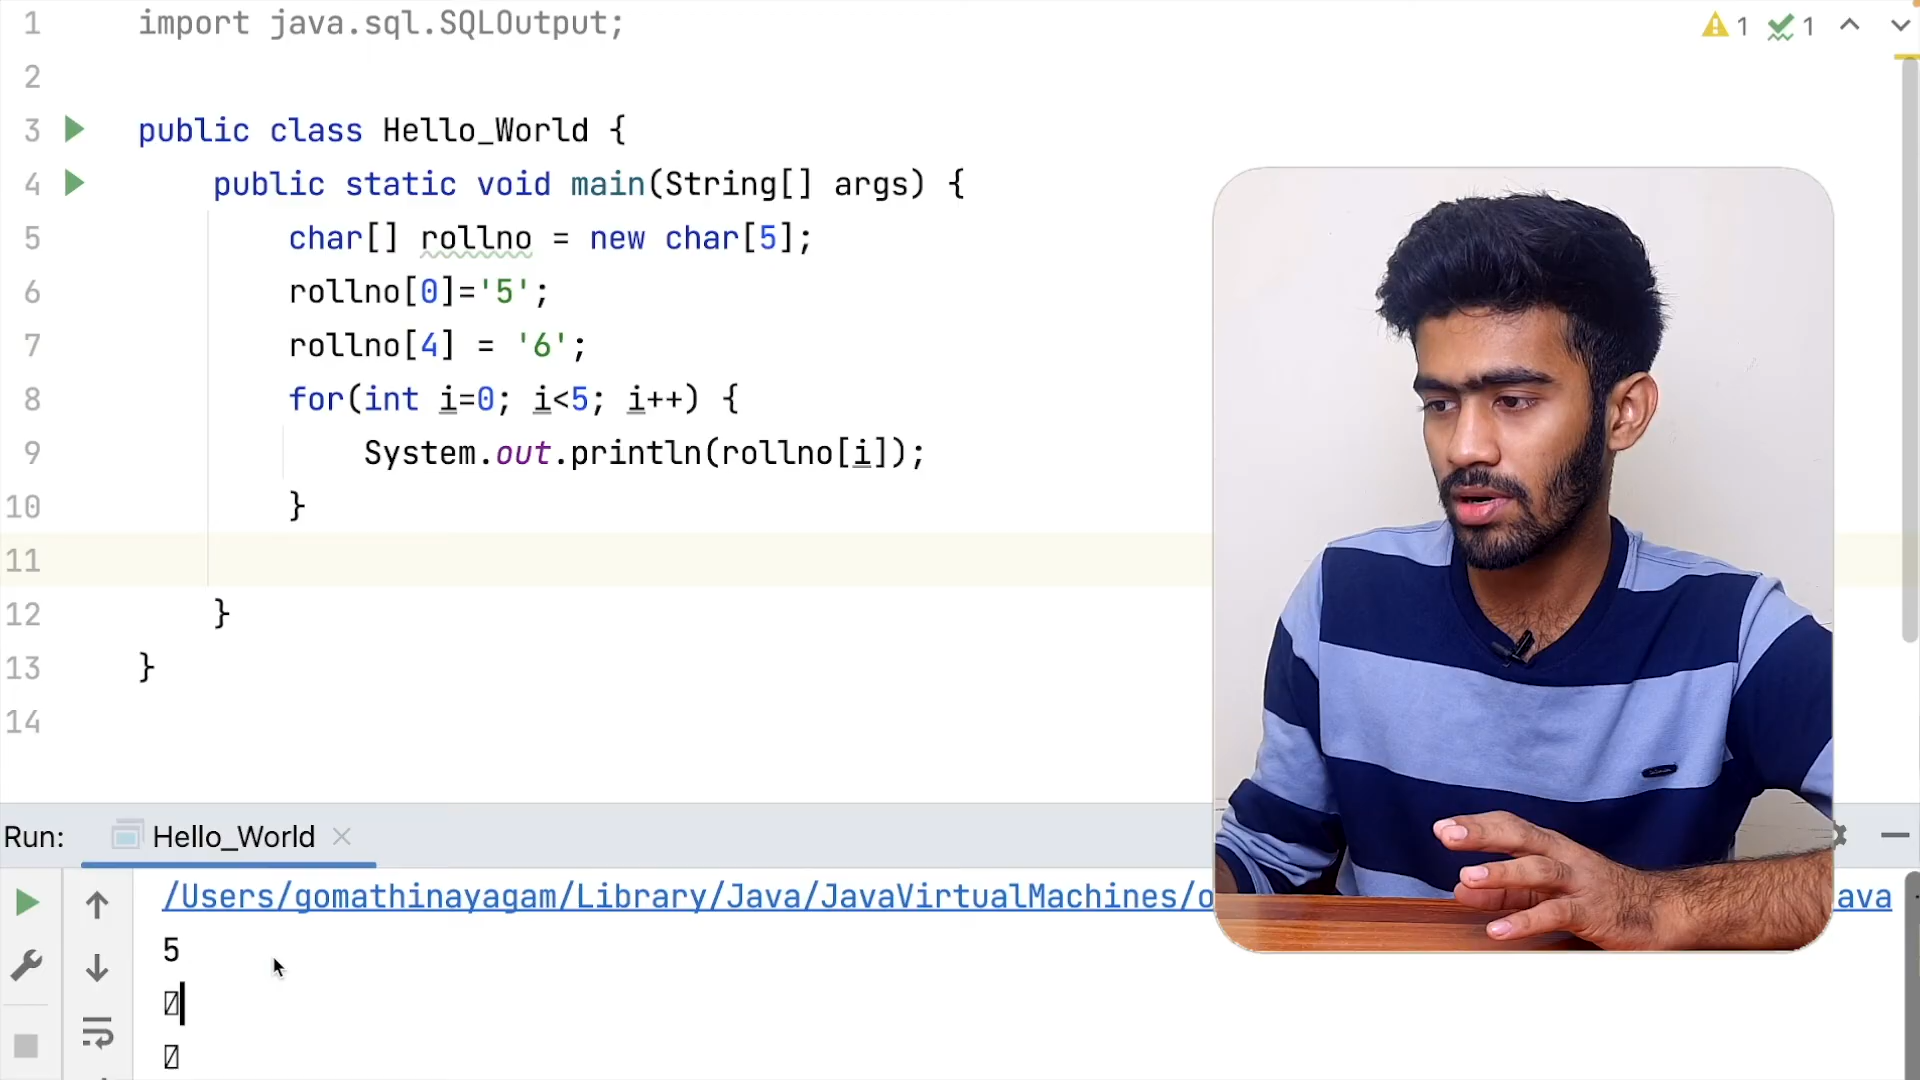 1 import java.sql.SQLOutput;
1 1
2
3 public class Hello_World {
4 public static void main(String[] args) {
5 char[] rollno = new char[5];
6 rollno[0]='5';
7 rollno[4] = '6';
8 for(int i=0; i<5; i++) {
9 System.out.println(rollno[i]);
10 }
11
12 }
13 }
14
Run: Hello_World
/Users/gomathinayagam/Library/Java/JavaVirtualMachines/o ava
5